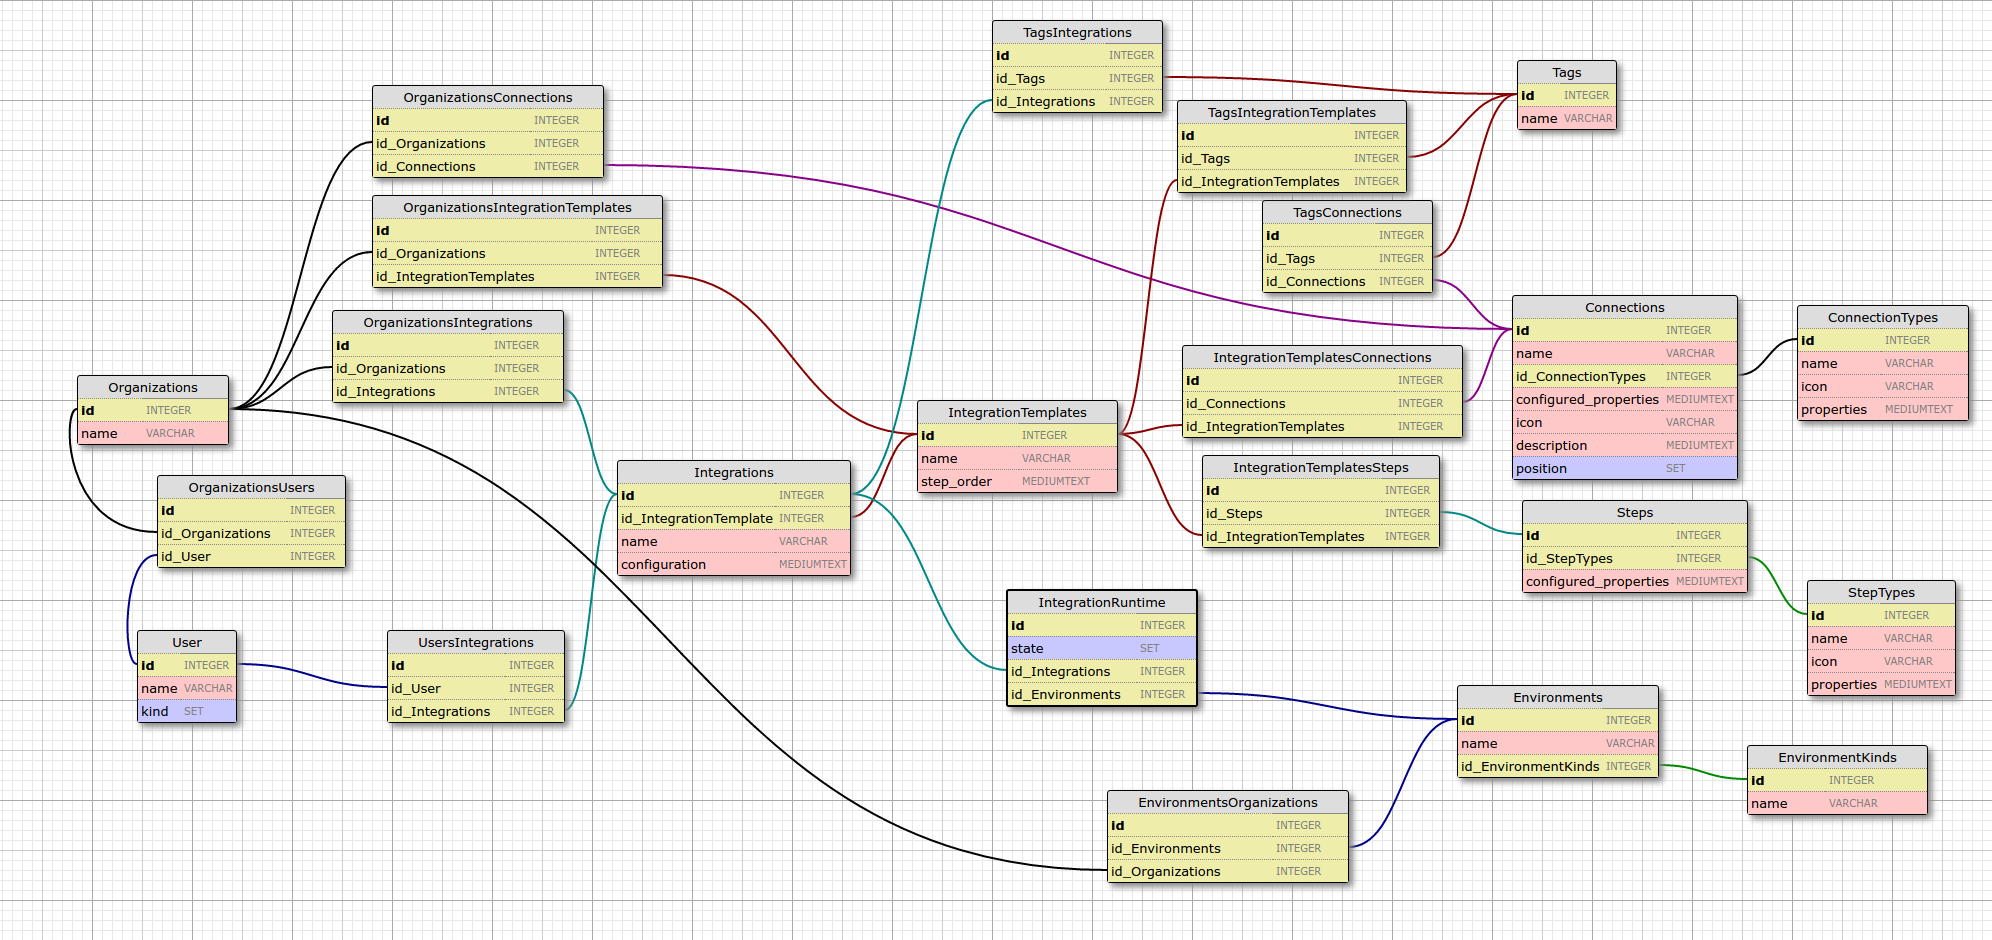 TagsIntegrations
id INTEGER
id_Tags INTEGER
id_Integrations INTEGER
Tags
id INTEGER
name VARCHAR
OrganizationsConnections
id INTEGER
id_Organizations INTEGER
id_Connections INTEGER
TagsIntegrationTemplates
id INTEGER
id_Tags INTEGER
id_IntegrationTemplates INTEGER
OrganizationsIntegrationTemplates
id INTEGER
id_Organizations INTEGER
id_IntegrationTemplates INTEGER
TagsConnections
id INTEGER
id_Tags INTEGER
id_Connections INTEGER
OrganizationsIntegrations
id INTEGER
id_Organizations INTEGER
id_Integrations INTEGER
Connections
id INTEGER
name VARCHAR
id_ConnectionTypes INTEGER
configured_properties MEDIUMTEXT
icon VARCHAR
description MEDIUMTEXT
position SET
ConnectionTypes
id INTEGER
name VARCHAR
icon VARCHAR
properties MEDIUMTEXT
IntegrationTemplatesConnections
id INTEGER
id_Connections INTEGER
id_IntegrationTemplates INTEGER
Organizations
id INTEGER
name VARCHAR
IntegrationTemplates
id INTEGER
name VARCHAR
step_order MEDIUMTEXT
Integrations
id INTEGER
id_IntegrationTemplate INTEGER
name VARCHAR
configuration MEDIUMTEXT
IntegrationTemplatesSteps
id INTEGER
id_Steps INTEGER
id_IntegrationTemplates INTEGER
OrganizationsUsers
id INTEGER
id_Organizations INTEGER
id_User INTEGER
Steps
id INTEGER
id_StepTypes INTEGER
configured_properties MEDIUMTEXT
StepTypes
id INTEGER
name VARCHAR
icon VARCHAR
properties MEDIUMTEXT
IntegrationRuntime
id INTEGER
state SET
id_Integrations INTEGER
id_Environments INTEGER
User
id INTEGER
name VARCHAR
kind SET
UsersIntegrations
id INTEGER
id_User INTEGER
id_Integrations INTEGER
Environments
id INTEGER
name VARCHAR
id_EnvironmentKinds INTEGER
EnvironmentKinds
id INTEGER
name VARCHAR
EnvironmentsOrganizations
id INTEGER
id_Environments INTEGER
id_Organizations INTEGER